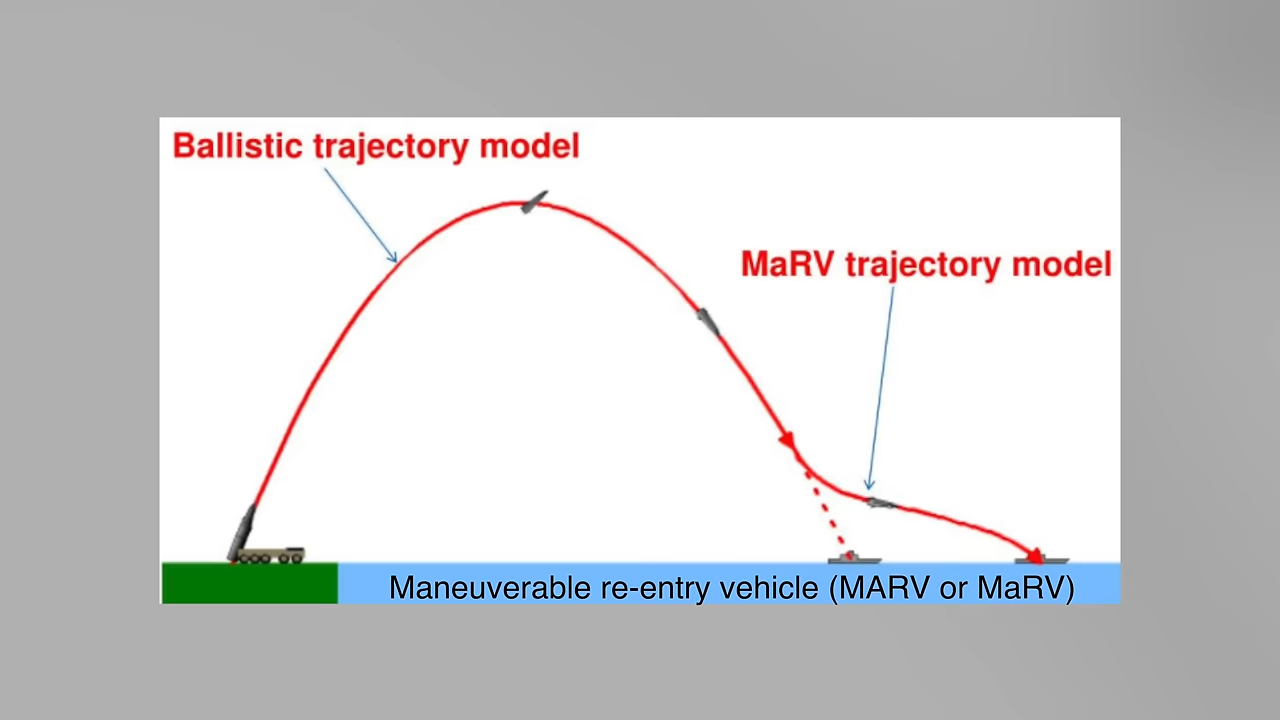 Ballistic trajectory model
MaRV trajectory model
Maneuverable re-entry vehicle (MARV or MaRV)